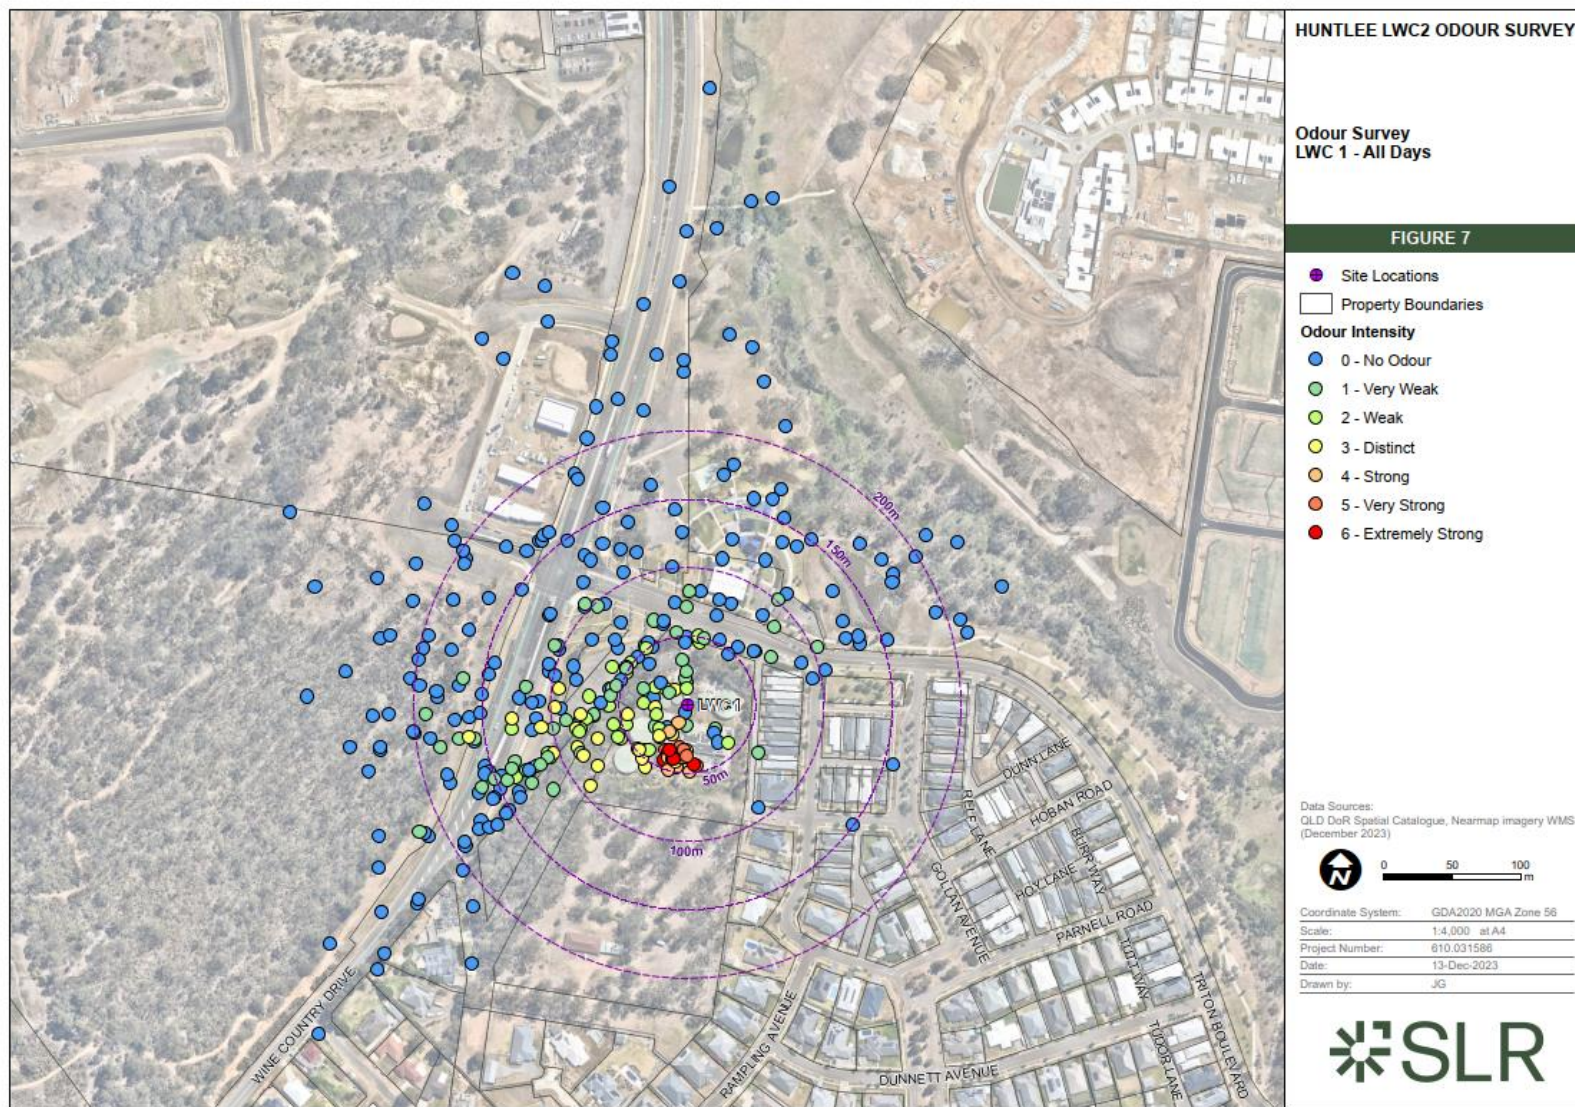 HUNTLEE LWC2 ODOUR SURVEY
Odour Survey
LWC 1 - All Days
FIGURE 7
Site Locations
Property Boundaries
Odour Intensity
0 - No Odour
1 - Very Weak
2 - Weak
3 - Distinct
4 - Strong
5 - Very Strong
6 - Extremely Strong
Data Sources:
QLD DoR Spatial Catalogue, Nearmap imagery WMS
(December 2023)
N
0 50 100
m
Coordinate System: GDA2020 MGA Zone 56
Scale: 1:4,000 at A4
Project Number: 610.031586
Date: 13-Dec-2023
Drawn by: JG
SLR
200m
150m
LWC1
50m
100m
DUNN LANE
HOBAN ROAD
RELF LANE
BURR WAY
HOY LANE
GOLLAN AVENUE
PARNELL ROAD
TUTT WAY
TRITON BOULEVARD
TUDOR LANE
WINE COUNTRY DRIVE
RAMPLING AVENUE
DUNNETT AVENUE